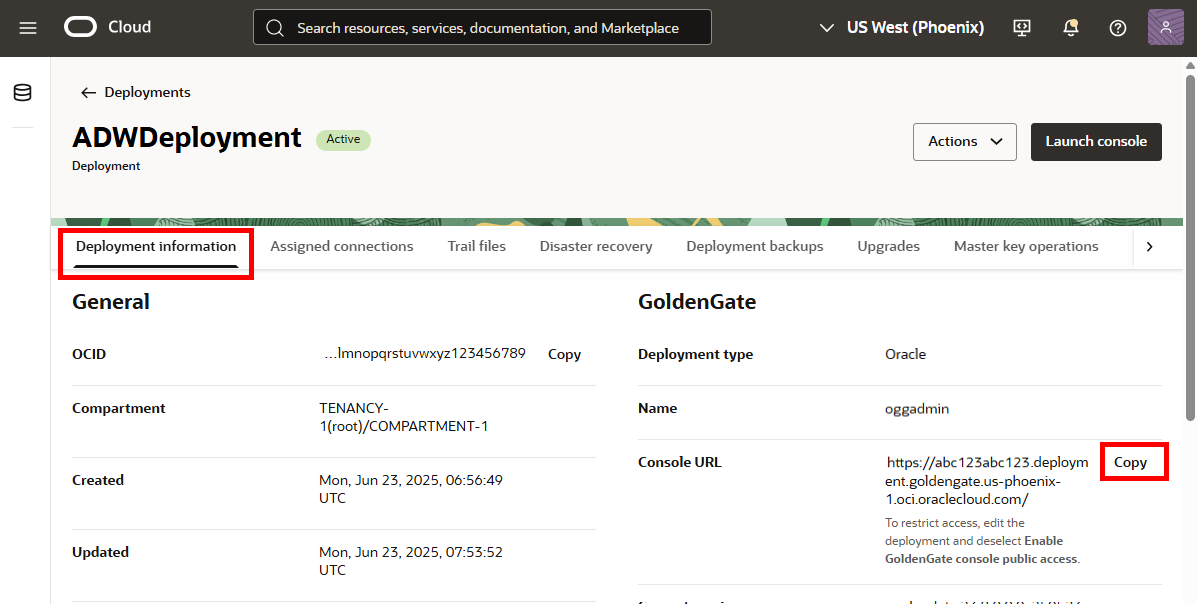 Cloud
Search resources, services, documentation, and Marketplace
US West (Phoenix)
Deployments
ADWDeployment
Active
Deployment
Actions
Launch console
Deployment information
Assigned connections
Trail files
Disaster recovery
Deployment backups
Upgrades
Master key operations
General
OCID
...lmnopqrstuvwxyz123456789
Copy
Compartment
TENANCY-
1(root)/COMPARTMENT-1
Created
Mon, Jun 23, 2025, 06:56:49
UTC
Updated
Mon, Jun 23, 2025, 07:53:52
UTC
GoldenGate
Deployment type
Oracle
Name
oggadmin
Console URL
https://abc123abc123.deploym
ent.goldengate.us-phoenix-
1.oci.oraclecloud.com/
Copy
To restrict access, edit the
deployment and deselect Enable
GoldenGate console public access.